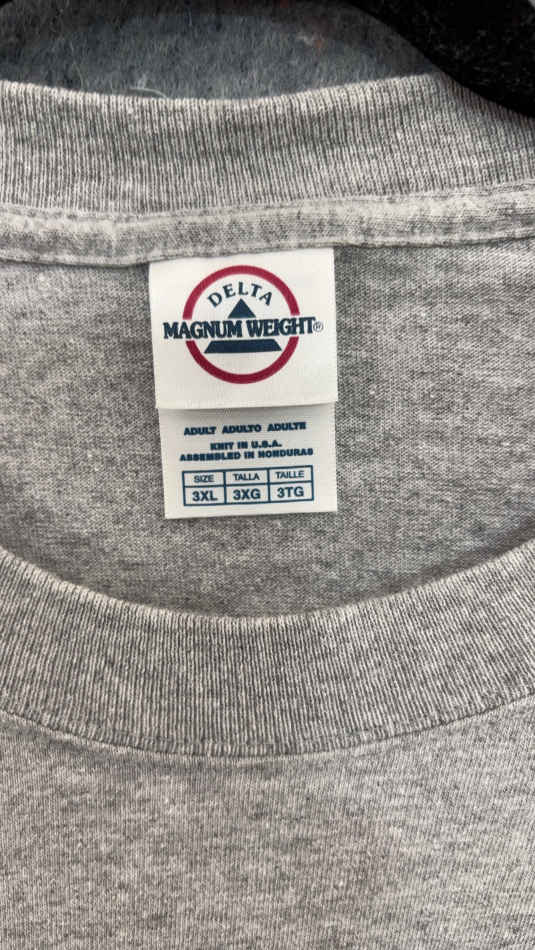 DELTA
MAGNUM WEIGHT®
ADULT ADULTO ADULTE
KNIT IN U.S.A.
ASSEMBLED IN HONDURAS
SIZE TALLA TAILLE
3XL 3XG 3TG